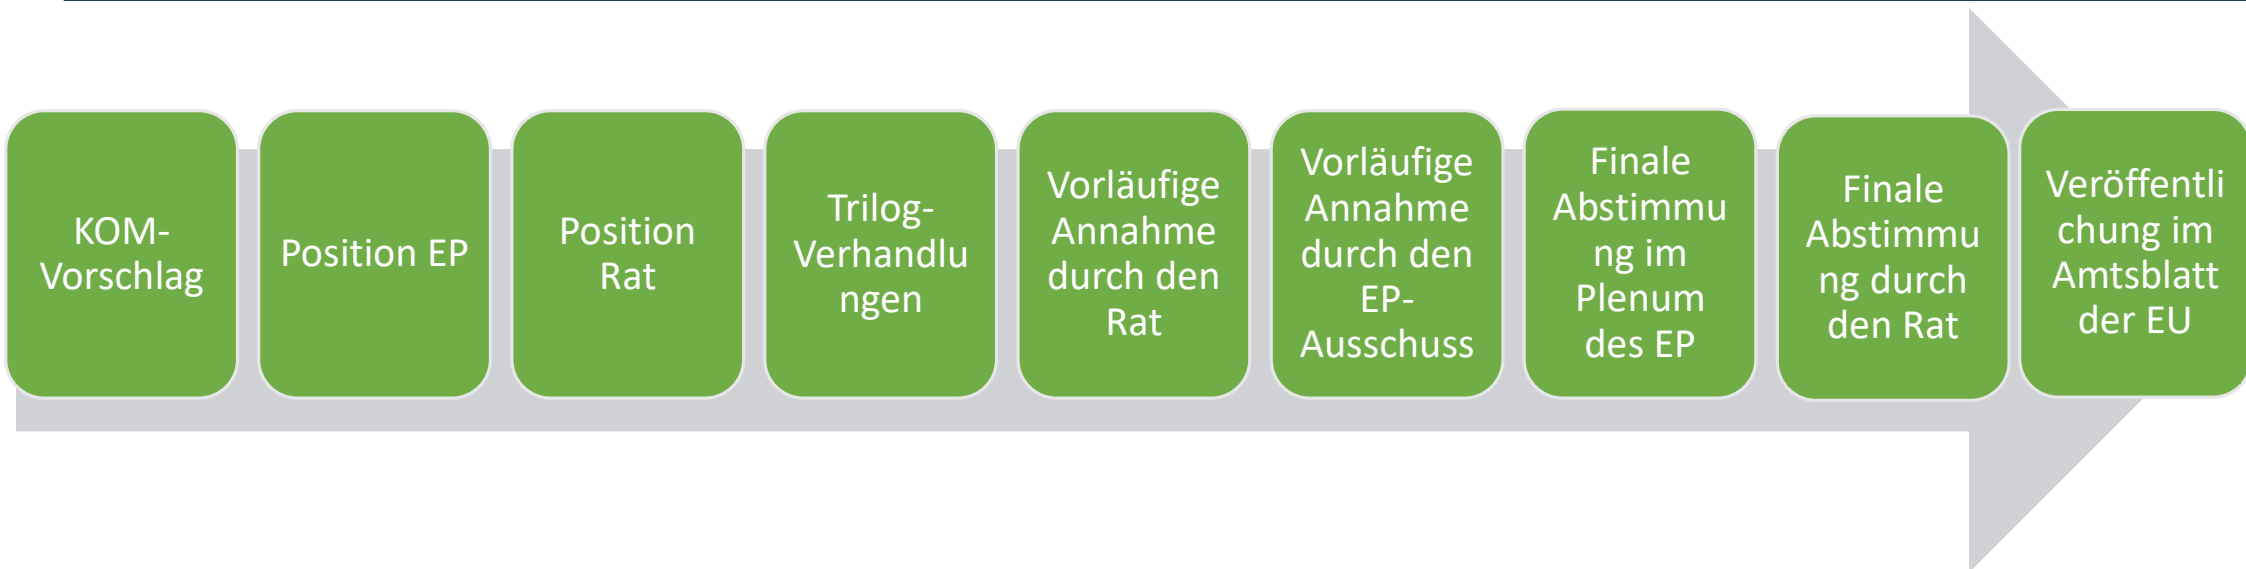 KOM-
Vorschlag
Position EP
Position
Rat
Trilog-
Verhandlu
ngen
Vorläufige
Annahme
durch den
Rat
Vorläufige
Annahme
durch den
EP-
Ausschuss
Finale
Abstimmu
ng im
Plenum
des EP
Finale
Abstimmu
ng durch
den Rat
Veröffentli
chung im
Amtsblatt
der EU